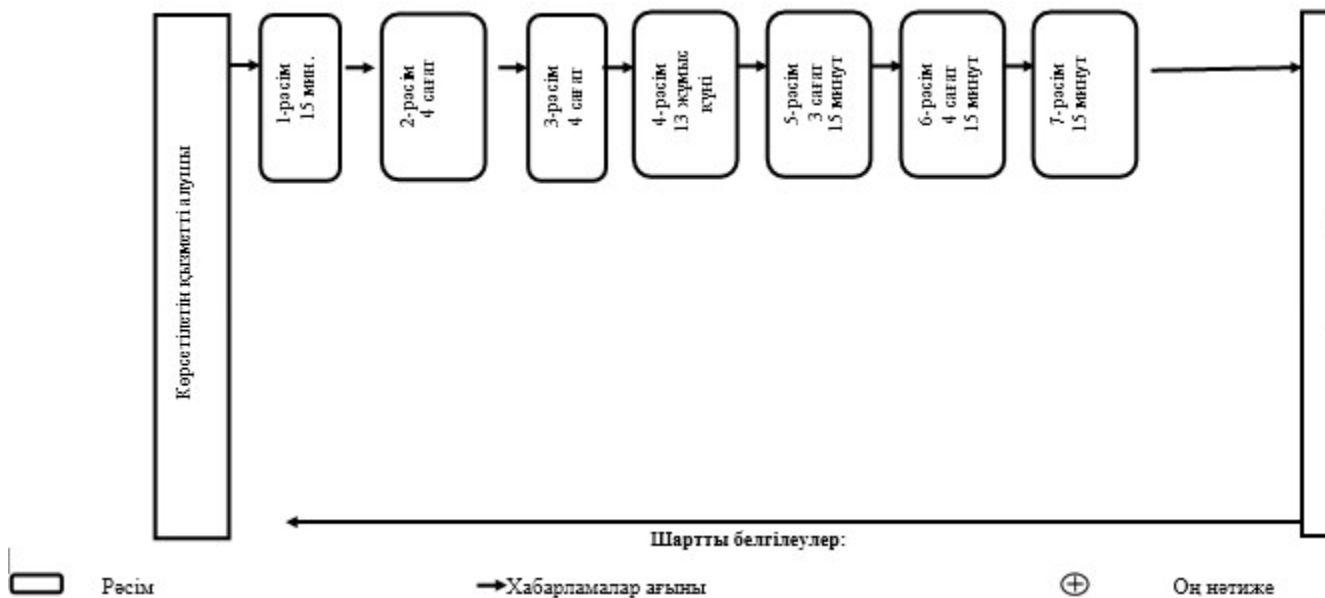 Көрсетілетін қызметті алушы
1-рәсім
15 мин.
2-рәсім
4 сағат
3-рәсім
4 сағат
4-рәсім
13 жұмыс
күні
5-рәсім
3 сағат
15 минут
6-рәсім
4 сағат
15 минут
7-рәсім
15 минут
Шартты белгілеулер:
Рәсім
Хабарламалар ағыны
Оң нәтиже